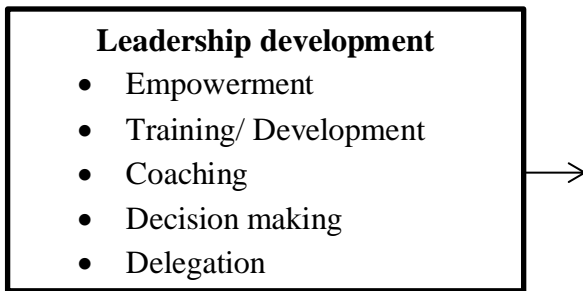 Leadership development
• Empowerment
• Training/ Development
• Coaching
• Decision making
• Delegation